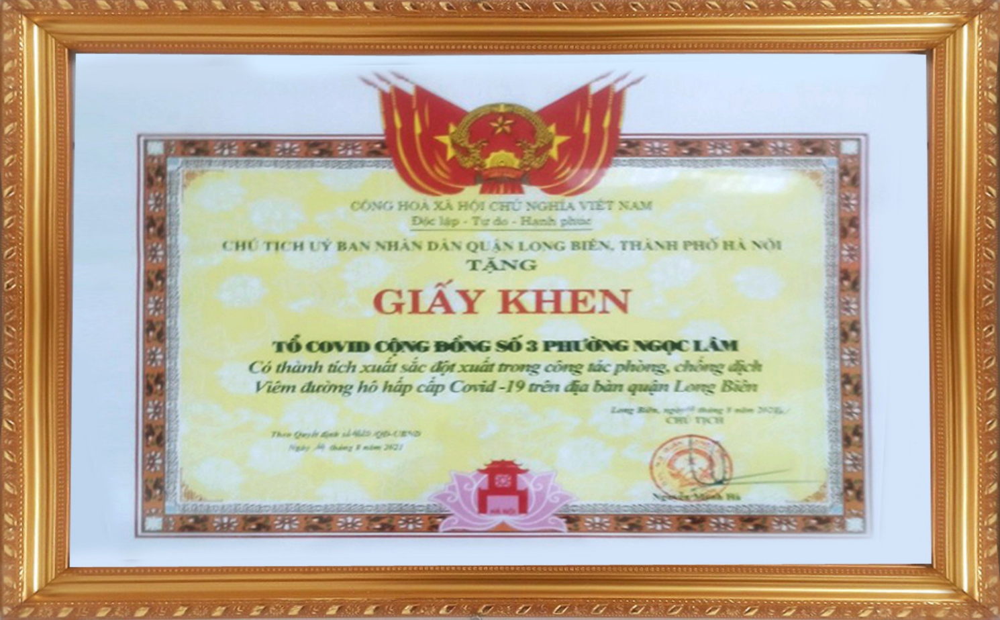 CỘNG HOÀ XÃ HỘI CHỦ NGHĨA VIỆT NAM
Độc lập - Tự do - Hạnh phúc
CHỦ TỊCH UỶ BAN NHÂN DÂN QUẬN LONG BIÊN, THÀNH PHỐ HÀ NỘI
TẶNG
GIẤY KHEN
TỔ COVID CỘNG ĐỒNG SỐ 3 PHƯỜNG NGỌC LÂM
Có thành tích xuất sắc đột xuất trong công tác phòng, chống dịch
Viêm đường hô hấp cấp Covid -19 trên địa bàn quận Long Biên
Long Biên, ngày tháng 8 năm 2021
CHỦ TỊCH
Theo Quyết định số /QĐ-UBND
Ngày tháng 8 năm 2021
HÀ NỘI
Nguyễn Mạnh Hà